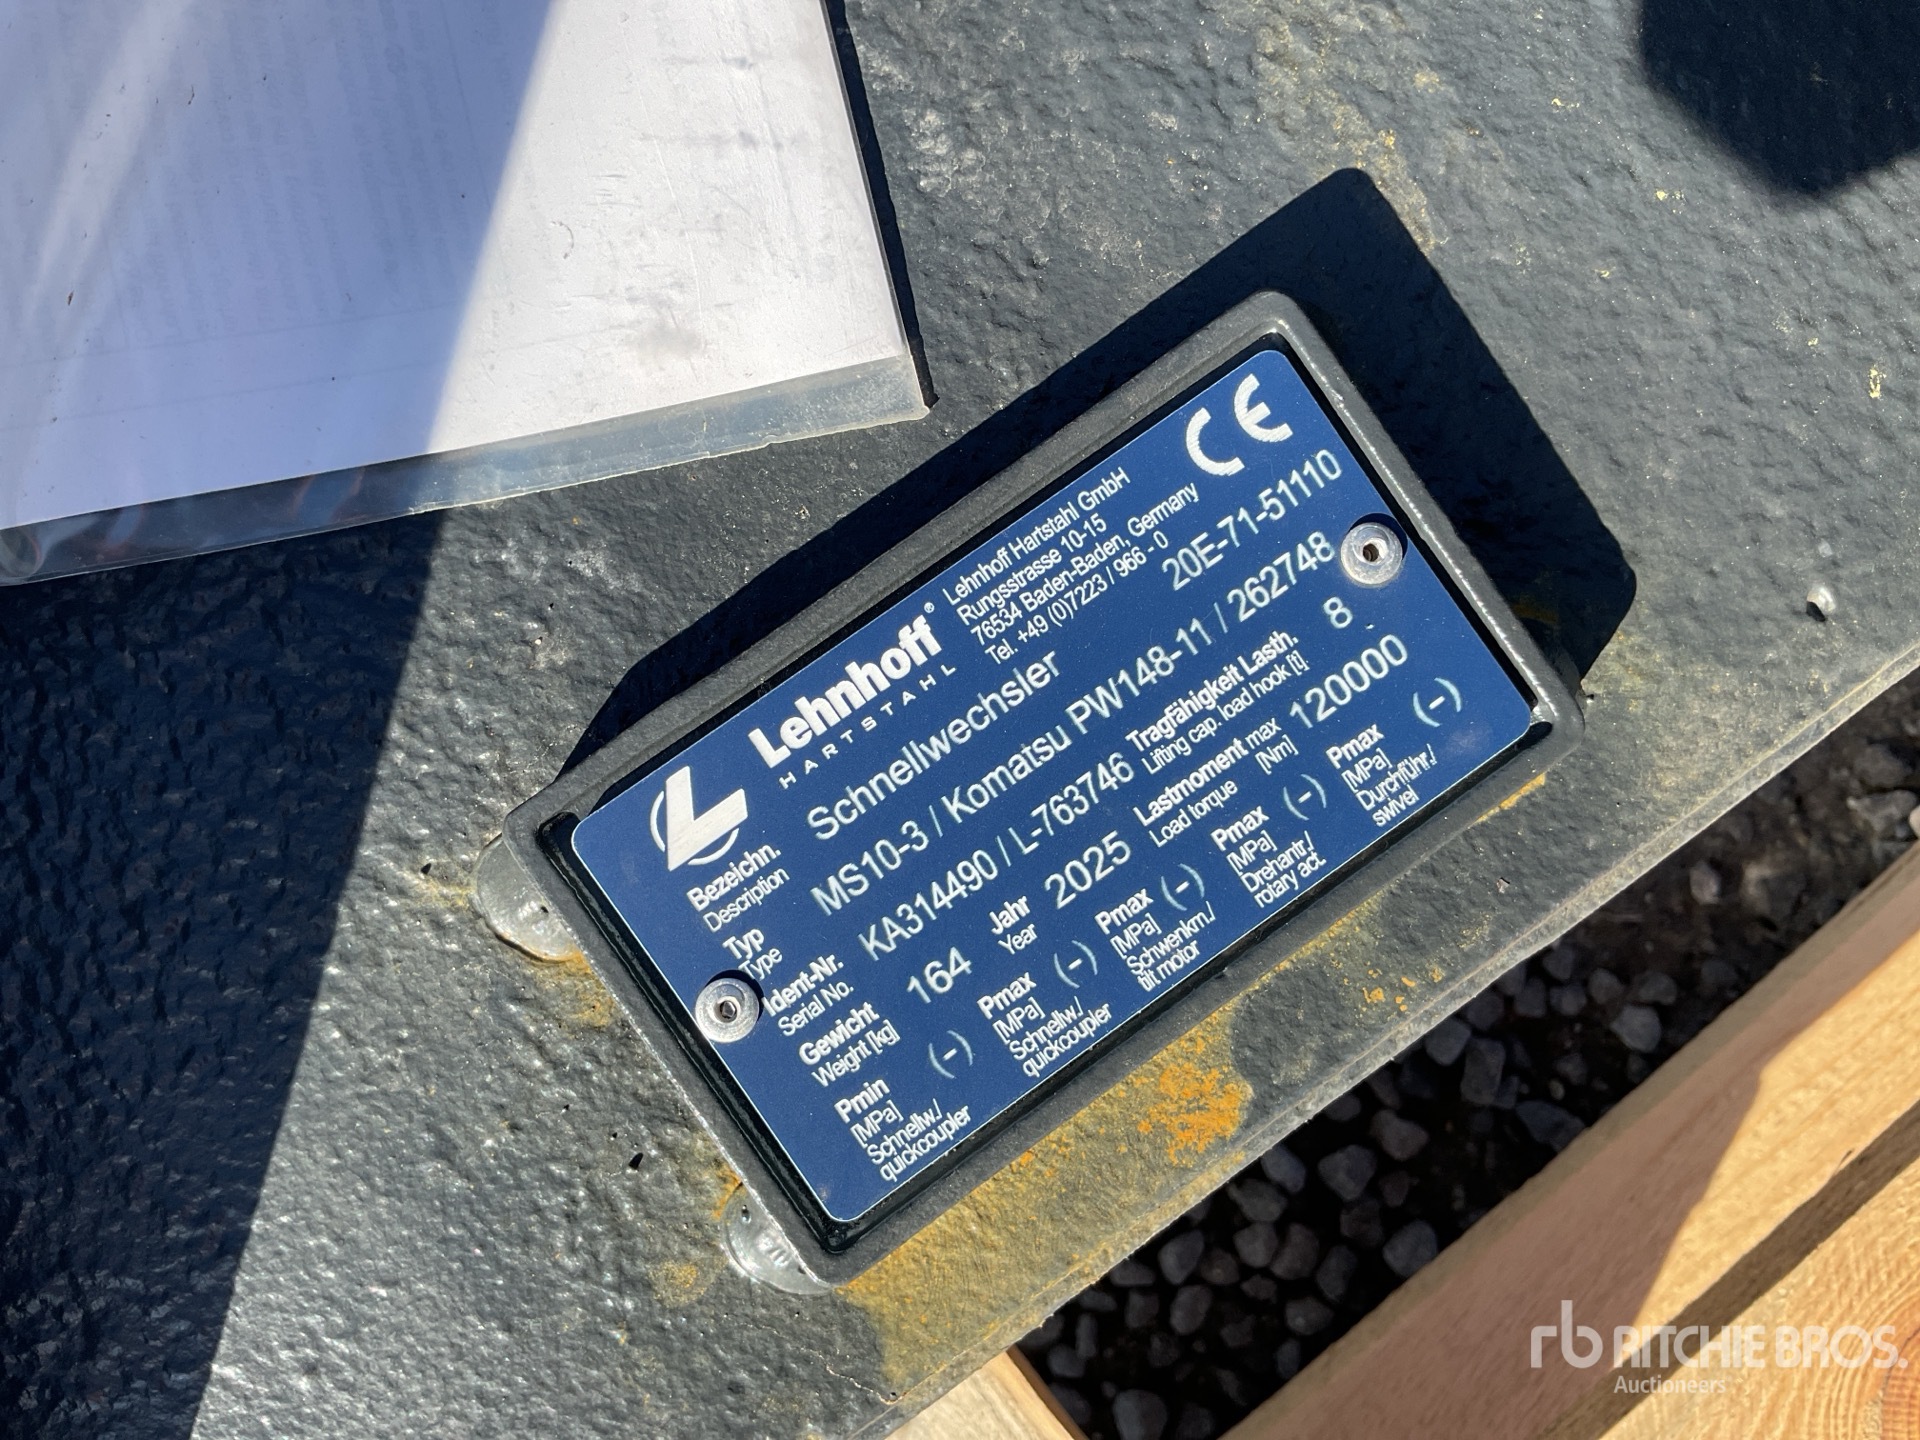 Lehnhoff®
HARTSTAHL
Lehnhoff Hartstahl GmbH
Rungsstrasse 10-15
76534 Baden-Baden, Germany
Tel. +49 (0)7223 / 966 - 0
CE
Bezeichn. Schnellwechsler 20E-71-51110
Description
Typ MS10-3 / Komatsu PW148-11 / 262748
Type
Ident-Nr. KA314490 / L-763746 Tragfähigkeit Lasth. 8
Serial No. Lifting cap. load hook [t]
Gewicht 164 Jahr 2025 Lastmoment max 120000
Weight [kg] Year Load torque [Nm]
Pmin (-) Pmax (-) Pmax (-) Pmax (-) Pmax (-)
[MPa] [MPa] [MPa] [MPa] [MPa]
Schnellw./ Schnellw./ Schwenkm./ Drehantr./ Durchführ./
quickcoupler quickcoupler tilt motor rotary act. swivel
rb RITCHIE BROS.
Auctioneers